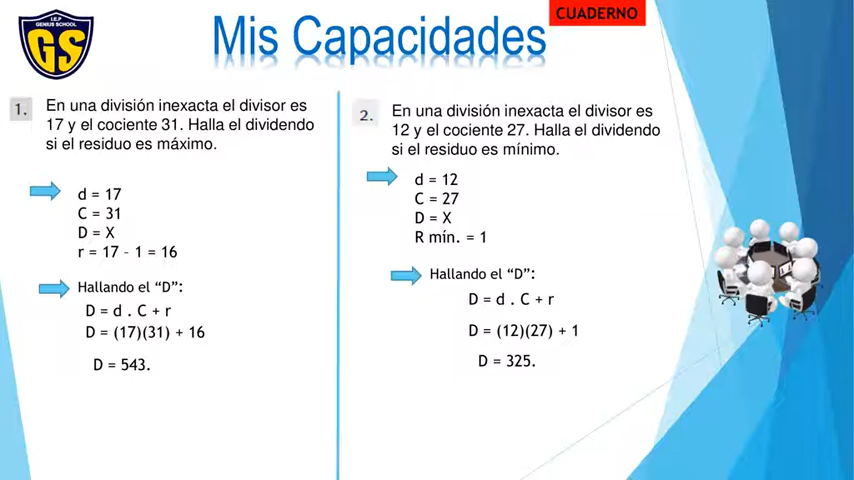 I.E.P
GENIUS SCHOOL
GS
Mis Capacidades
CUADERNO
1.
En una división inexacta el divisor es
17 y el cociente 31. Halla el dividendo
si el residuo es máximo.
d = 17
C = 31
D = X
r = 17 – 1 = 16
Hallando el “D”:
D = d . C + r
D = (17)(31) + 16
D = 543.
2.
En una división inexacta el divisor es
12 y el cociente 27. Halla el dividendo
si el residuo es mínimo.
d = 12
C = 27
D = X
R mín. = 1
Hallando el “D”:
D = d . C + r
D = (12)(27) + 1
D = 325.